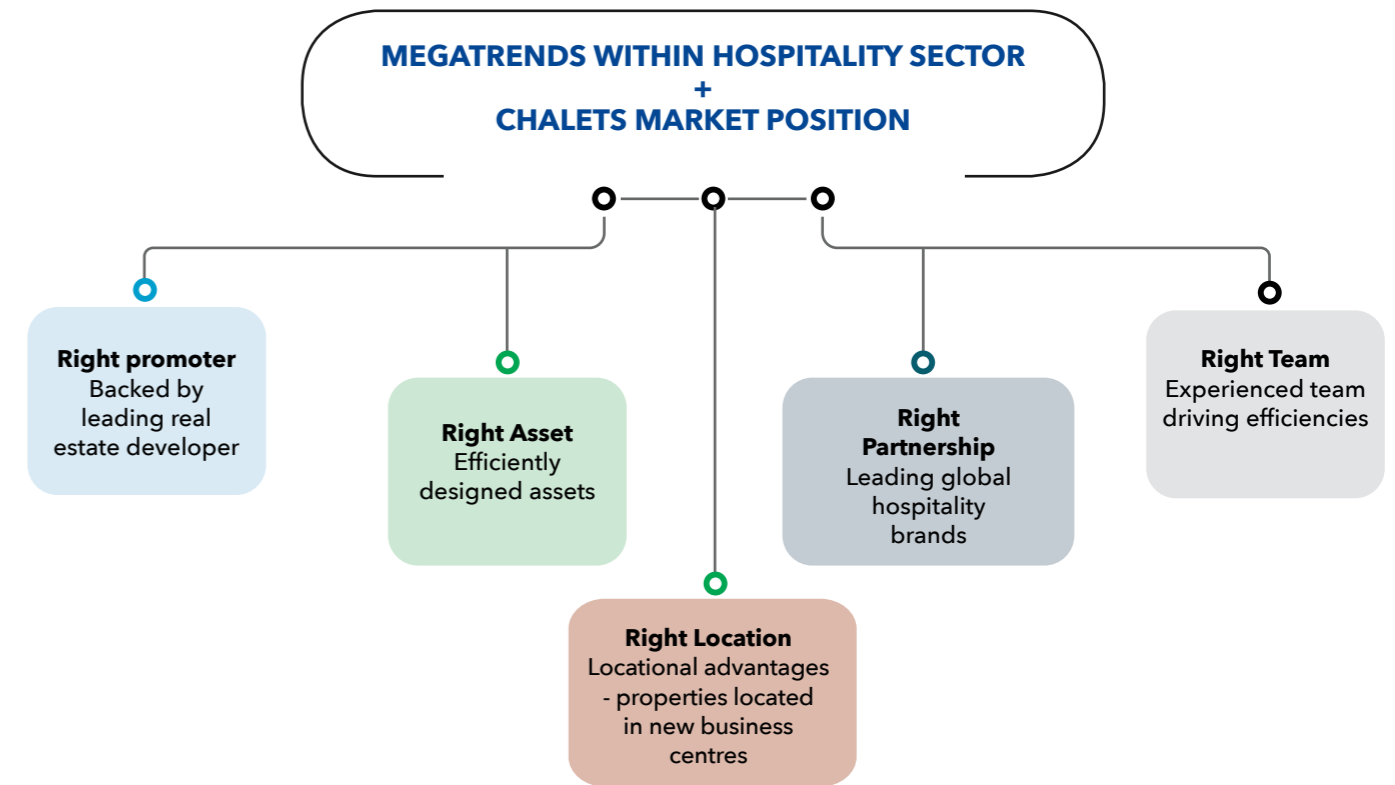 MEGATRENDS WITHIN HOSPITALITY SECTOR
+
CHALETS MARKET POSITION
Right promoter
Backed by
leading real
estate developer
Right Asset
Efficiently
designed assets
Right Location
Locational advantages
- properties located
in new business
centres
Right
Partnership
Leading global
hospitality
brands
Right Team
Experienced team
driving efficiencies